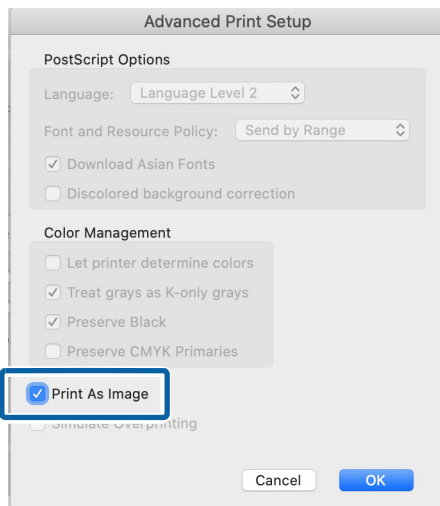 Advanced Print Setup
PostScript Options
Language: Language Level 2
Font and Resource Policy: Send by Range
Download Asian Fonts
Discolored background correction
Color Management
Let printer determine colors
Treat grays as K-only grays
Preserve Black
Preserve CMYK Primaries
Print As Image
Simulate Overprinting
Cancel OK